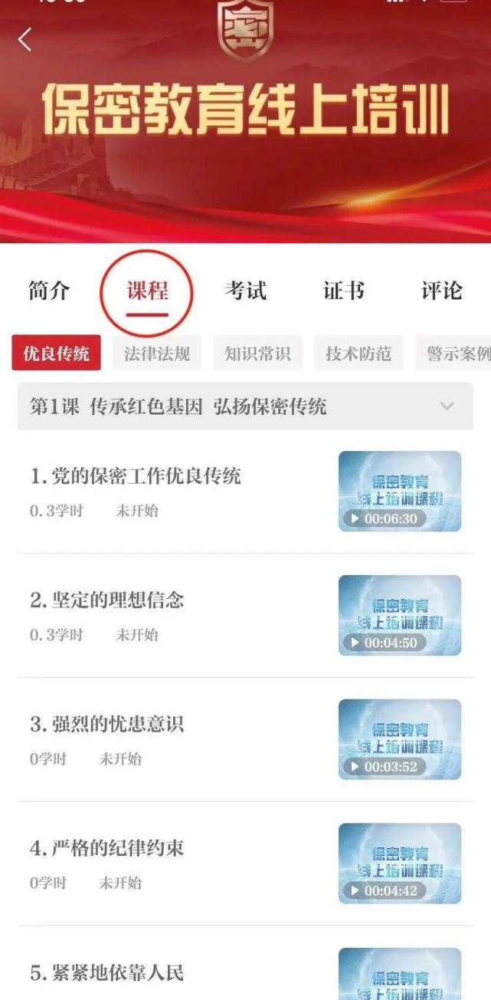 密
保密教育线上培训
简介 课程 考试 证书 评论
优良传统 法律法规 知识常识 技术防范 警示案例
第1课 传承红色基因 弘扬保密传统
1.党的保密工作优良传统
0.3学时 未开始
保密教育
线上培训课程
00:06:30
2.坚定的理想信念
0.3学时 未开始
保密教育
线上培训课程
00:04:50
3.强烈的忧患意识
0学时 未开始
保密教育
线上培训课程
00:03:52
4.严格的纪律约束
0学时 未开始
保密教育
线上培训课程
00:04:42
5.紧紧地依靠人民
保密教育
线上培训课程